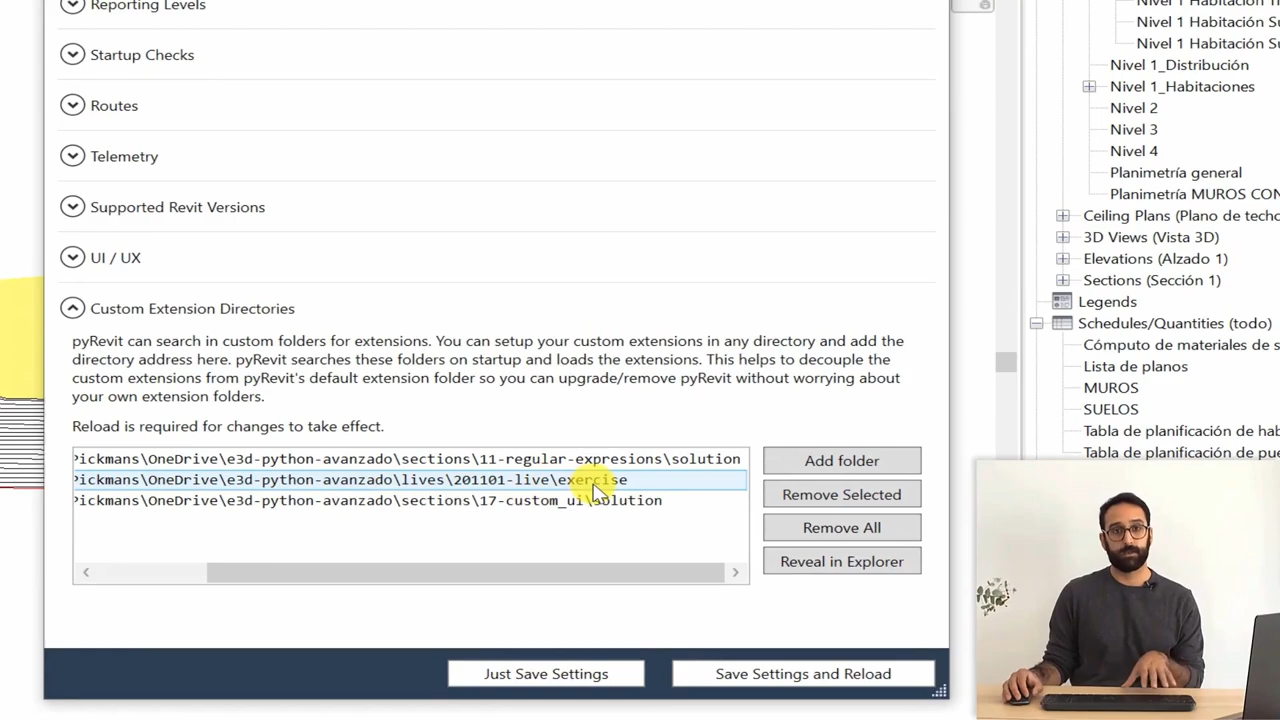 Reporting Levels
Startup Checks
Routes
Telemetry
Supported Revit Versions
UI / UX
Custom Extension Directories
pyRevit can search in custom folders for extensions. You can setup your custom extensions in any directory and add the
directory address here. pyRevit searches these folders on startup and loads the extensions. This helps to decouple the
custom extensions from pyRevit's default extension folder so you can upgrade/remove pyRevit without worrying about
your own extension folders.
Reload is required for changes to take effect.
Pickmans\OneDrive\e3d-python-avanzado\sections\11-regular-expresions\solution
Pickmans\OneDrive\e3d-python-avanzado\lives\201101-live\exercise
Pickmans\OneDrive\e3d-python-avanzado\sections\17-custom_ui\solution
Add folder
Remove Selected
Remove All
Reveal in Explorer
Just Save Settings
Save Settings and Reload
Nivel 1 Habitación
Nivel 1 Habitación Su
Nivel 1 Habitación Su
Nivel 1_Distribución
Nivel 1_Habitaciones
Nivel 2
Nivel 3
Nivel 4
Planimetría general
Planimetría MUROS CON
Ceiling Plans (Plano de techo
3D Views (Vista 3D)
Elevations (Alzado 1)
Sections (Sección 1)
Legends
Schedules/Quantities (todo)
Cómputo de materiales de s
Lista de planos
MUROS
SUELOS
Tabla de planificación de hab
Tabla de planificación de pue